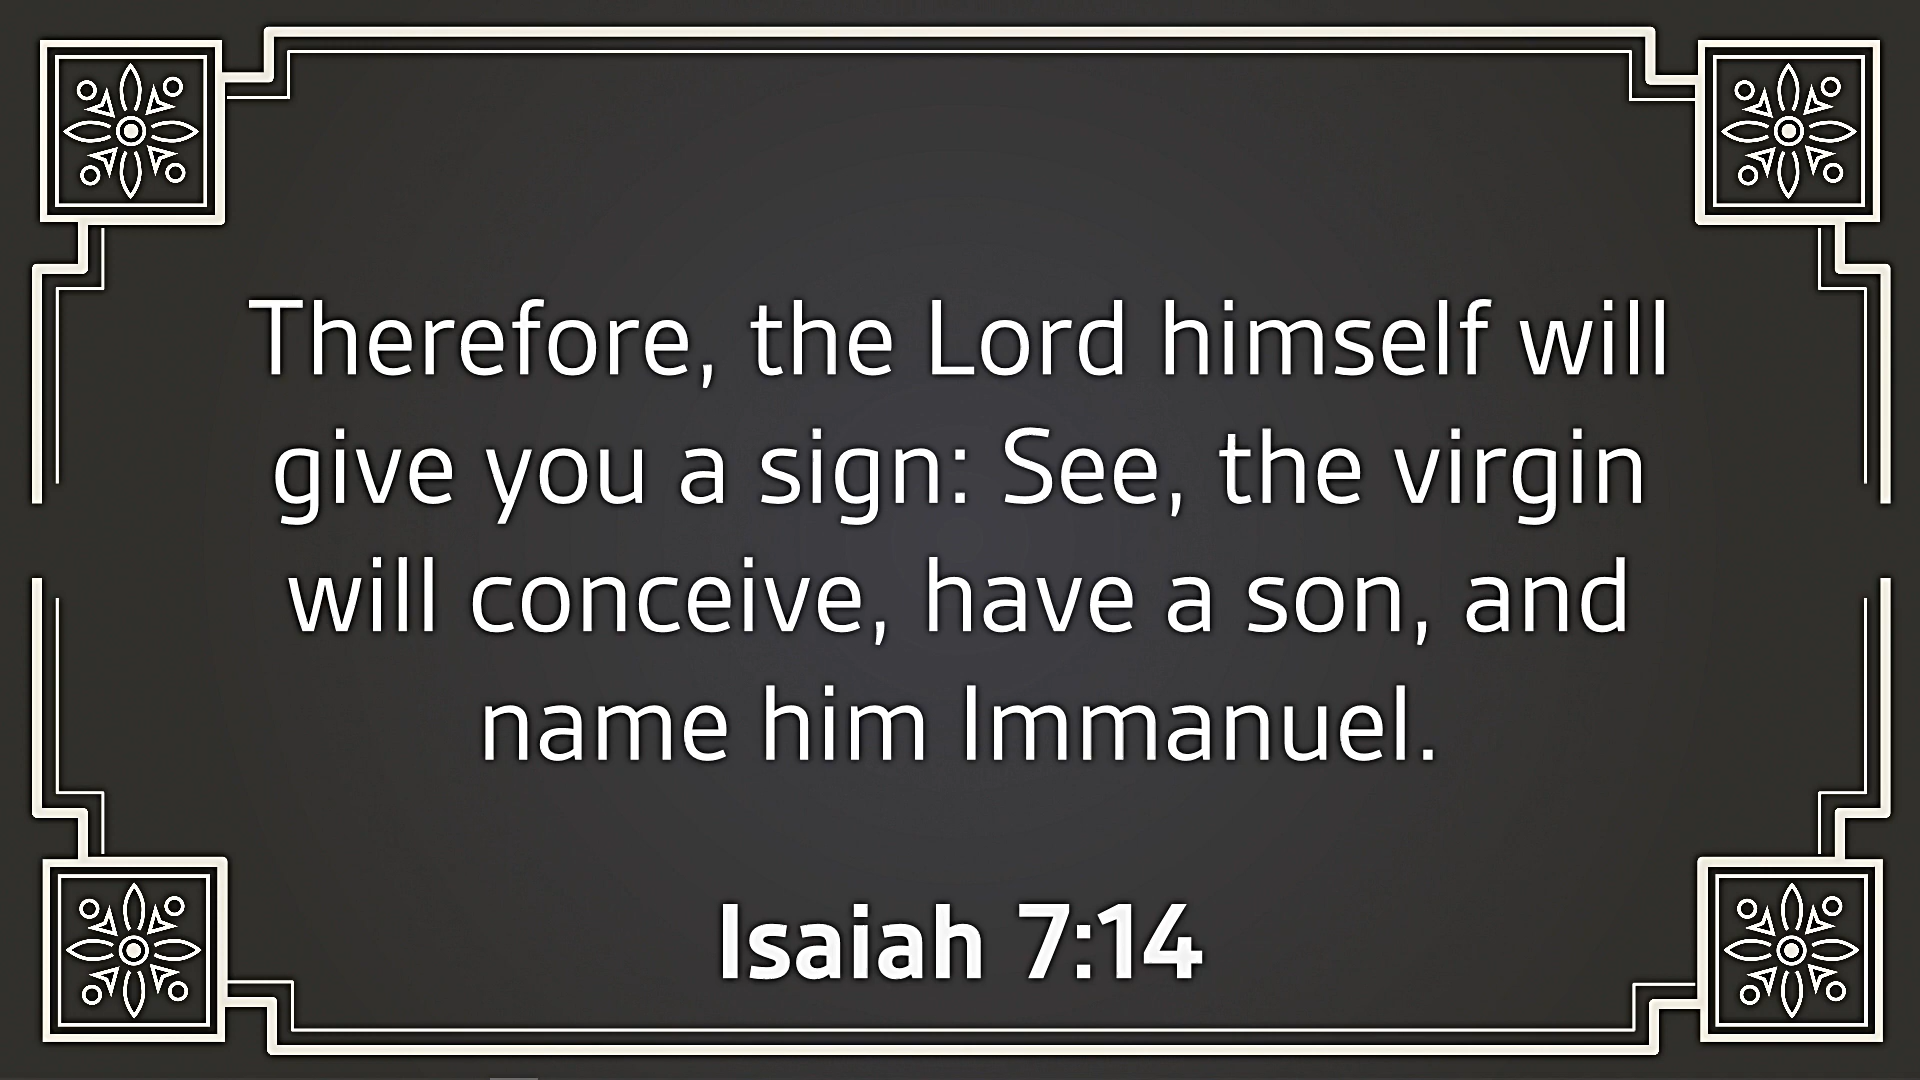 Therefore, the Lord himself will
give you a sign: See, the virgin
will conceive, have a son, and
name him Immanuel.
Isaiah 7:14